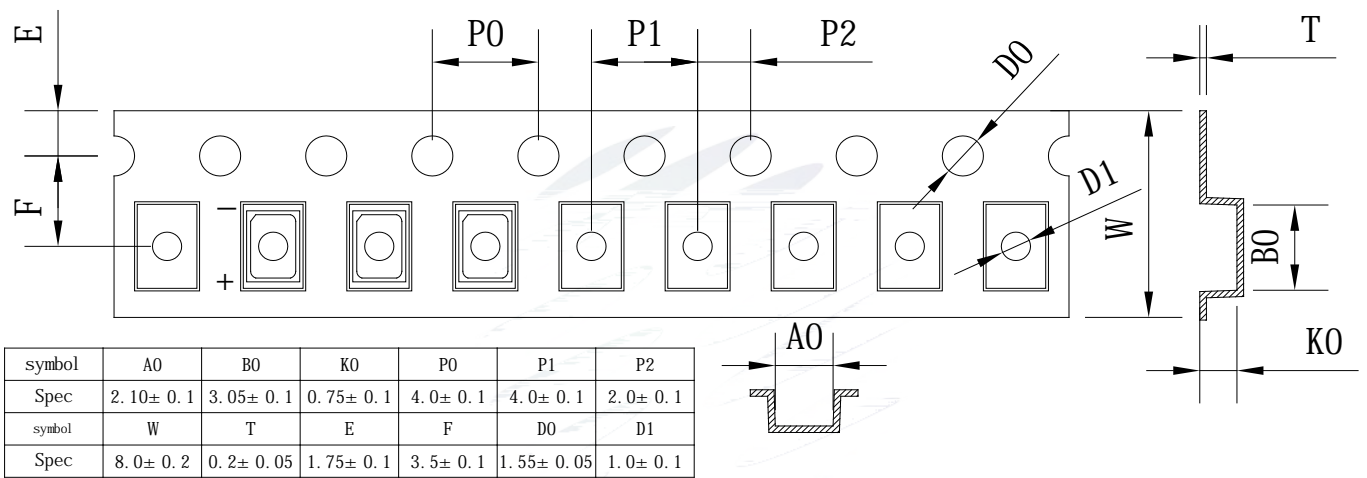 E
P0
P1
P2
D0
T
F
D1
W
B0
−
+
A0
K0
symbol A0 B0 K0 P0 P1 P2
Spec 2.10± 0.1 3.05± 0.1 0.75± 0.1 4.0± 0.1 4.0± 0.1 2.0± 0.1
symbol W T E F D0 D1
Spec 8.0± 0.2 0.2± 0.05 1.75± 0.1 3.5± 0.1 1.55± 0.05 1.0± 0.1